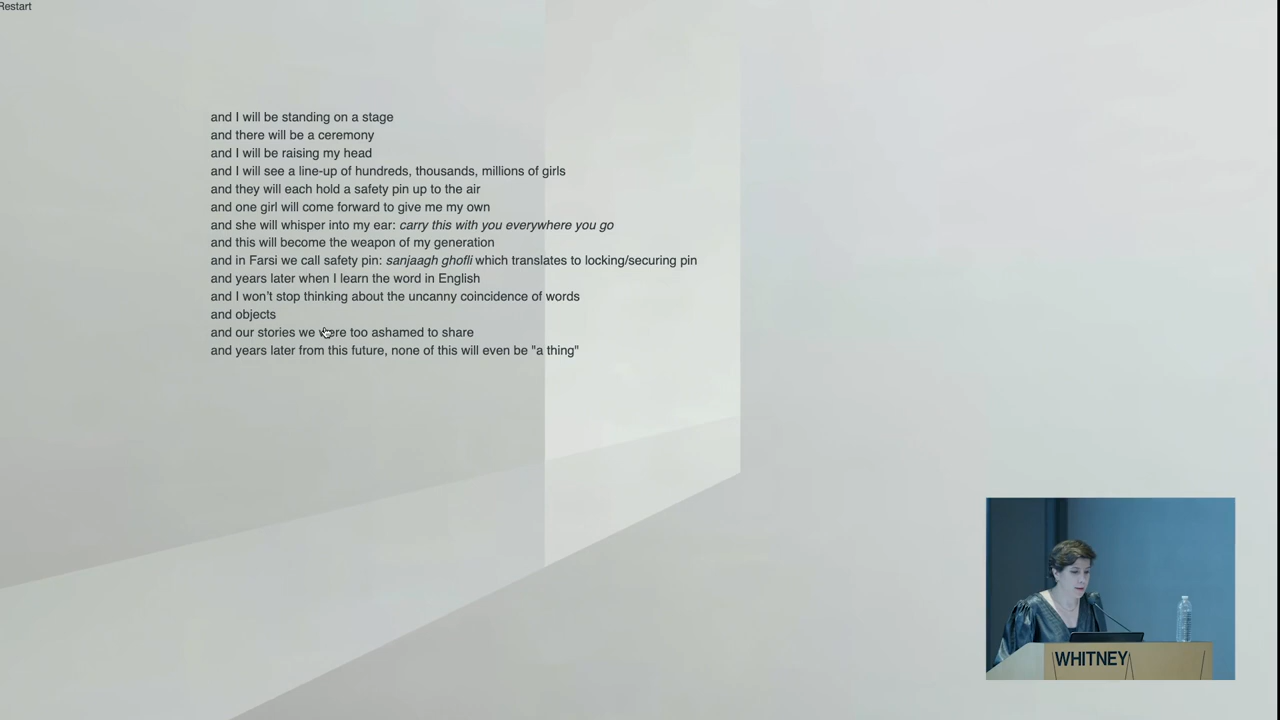 Restart
and I will be standing on a stage
and there will be a ceremony
and I will be raising my head
and I will see a line-up of hundreds, thousands, millions of girls
and they will each hold a safety pin up to the air
and one girl will come forward to give me my own
and she will whisper into my ear: carry this with you everywhere you go
and this will become the weapon of my generation
and in Farsi we call safety pin: sanjaagh ghofli which translates to locking/securing pin
and years later when I learn the word in English
and I won’t stop thinking about the uncanny coincidence of words
and objects
and our stories we were too ashamed to share
and years later from this future, none of this will even be "a thing"
WHITNEY